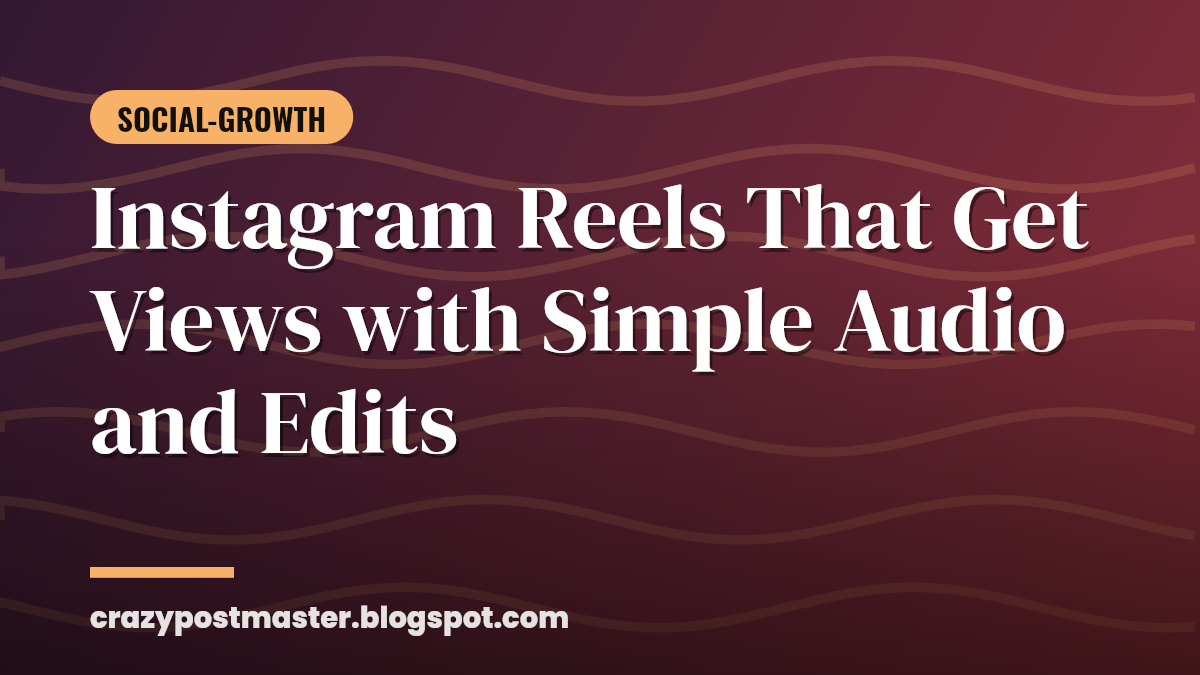 SOCIAL-GROWTH
Instagram Reels That Get
Views with Simple Audio
and Edits
crazypostmaster.blogspot.com